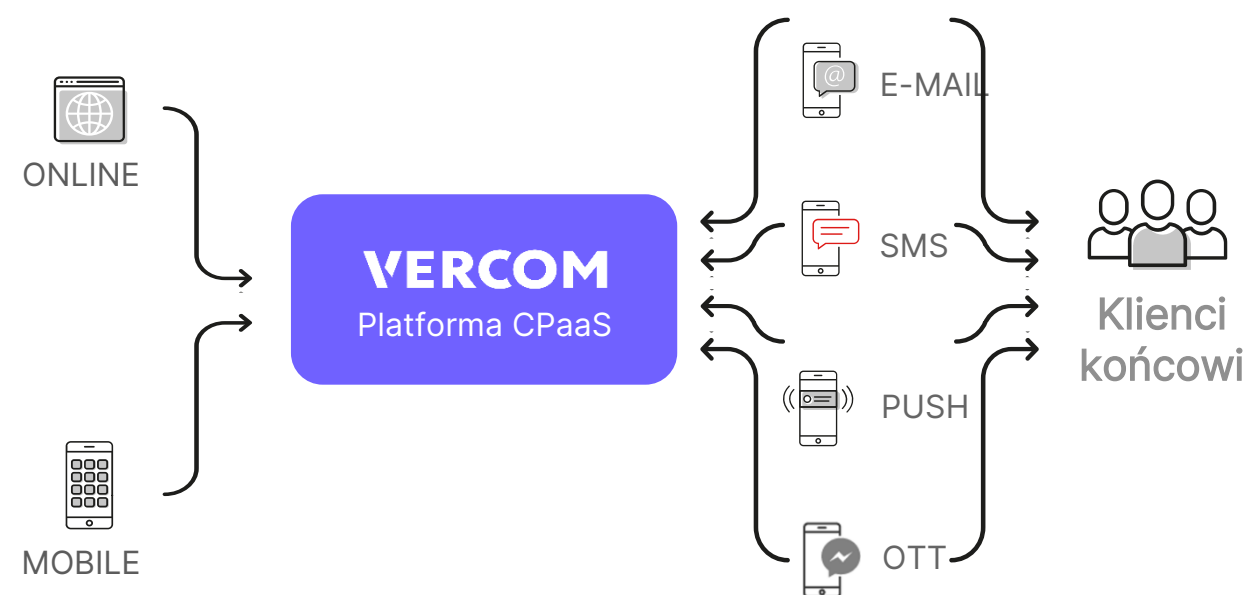 ONLINE
MOBILE
VERCOM
Platforma CPaaS
@
E-MAIL
SMS
PUSH
OTT
Klienci
końcowi